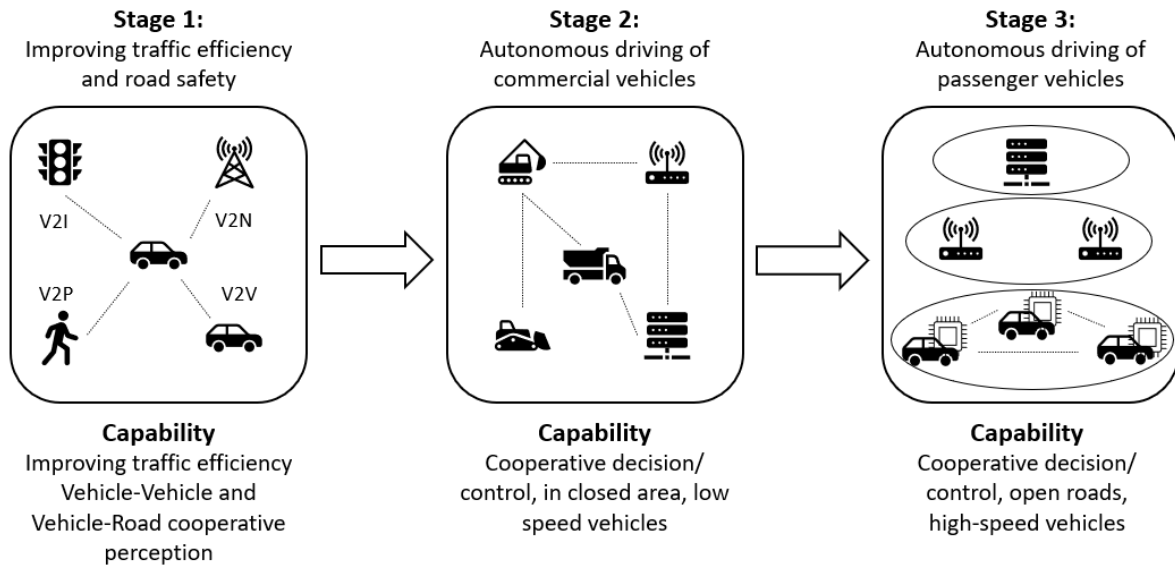 Stage 1:
Improving traffic efficiency
and road safety
V2I
V2N
V2P
V2V
Capability
Improving traffic efficiency
Vehicle-Vehicle and
Vehicle-Road cooperative
perception
Stage 2:
Autonomous driving of
commercial vehicles
Capability
Cooperative decision/
control, in closed area, low
speed vehicles
Stage 3:
Autonomous driving of
passenger vehicles
Capability
Cooperative decision/
control, open roads,
high-speed vehicles